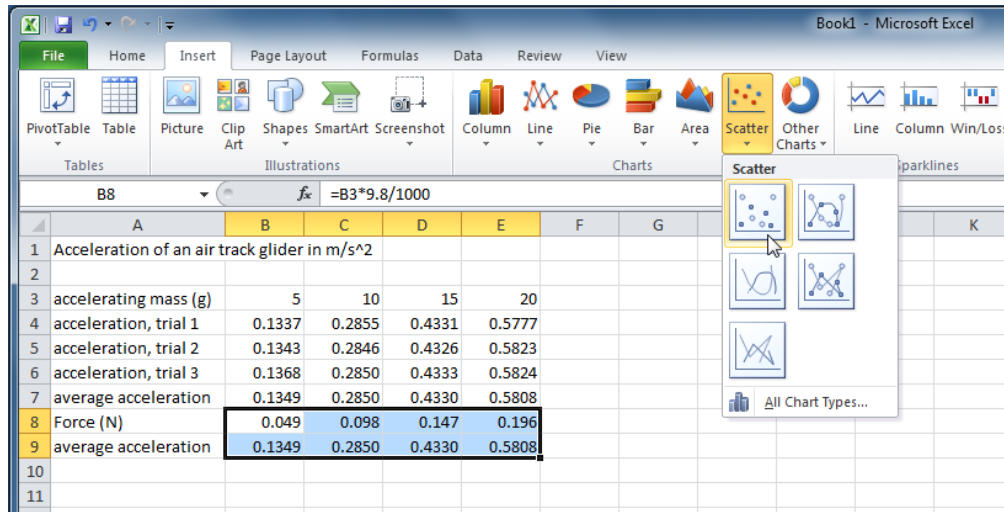 Book1 - Microsoft Excel
File Home Insert Page Layout Formulas Data Review View
PivotTable Table Picture Clip Art Shapes SmartArt Screenshot Column Line Pie Bar Area Scatter Other Charts Line Column Win/Los
Tables Illustrations Charts Sparklines
B8 fx =B3*9.8/1000
Scatter
All Chart Types...
A B C D E F G K
1 Acceleration of an air track glider in m/s^2
2
3 accelerating mass (g) 5 10 15 20
4 acceleration, trial 1 0.1337 0.2855 0.4331 0.5777
5 acceleration, trial 2 0.1343 0.2846 0.4326 0.5823
6 acceleration, trial 3 0.1368 0.2850 0.4333 0.5824
7 average acceleration 0.1349 0.2850 0.4330 0.5808
8 Force (N) 0.049 0.098 0.147 0.196
9 average acceleration 0.1349 0.2850 0.4330 0.5808
10
11